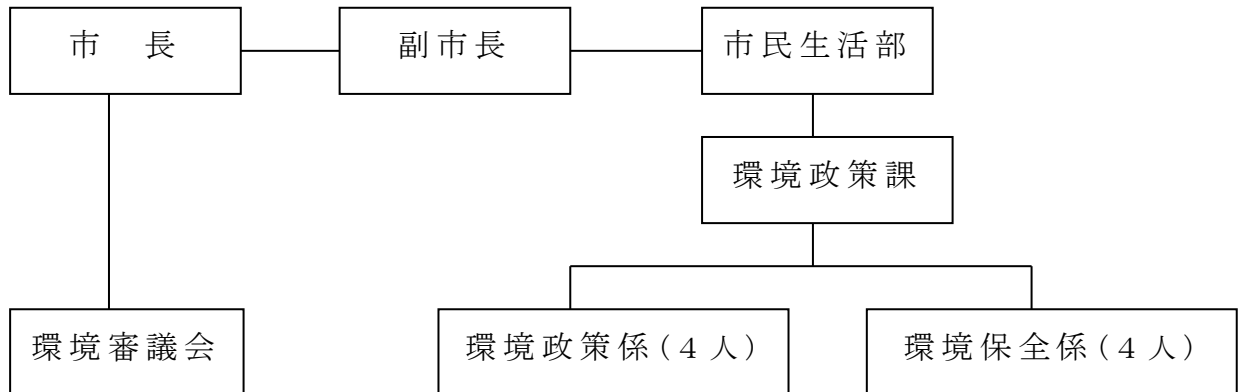 市　長
副市長
市民生活部
環境政策課
環境審議会
環境政策係(4人)
環境保全係(4人)